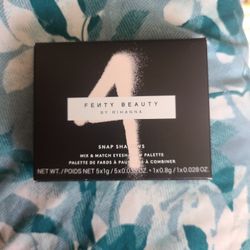 4
FEИTY BEAUTY
BY RIHANNA
SNAP SHADOWS
MIX & MATCH EYESHADOW PALETTE
PALETTE DE FARDS À PAUPIÈRES À COMBINER
NET WT. / POIDS NET 5x1g / 5x0.035 OZ. • 1x0.8g / 1x0.028 OZ.